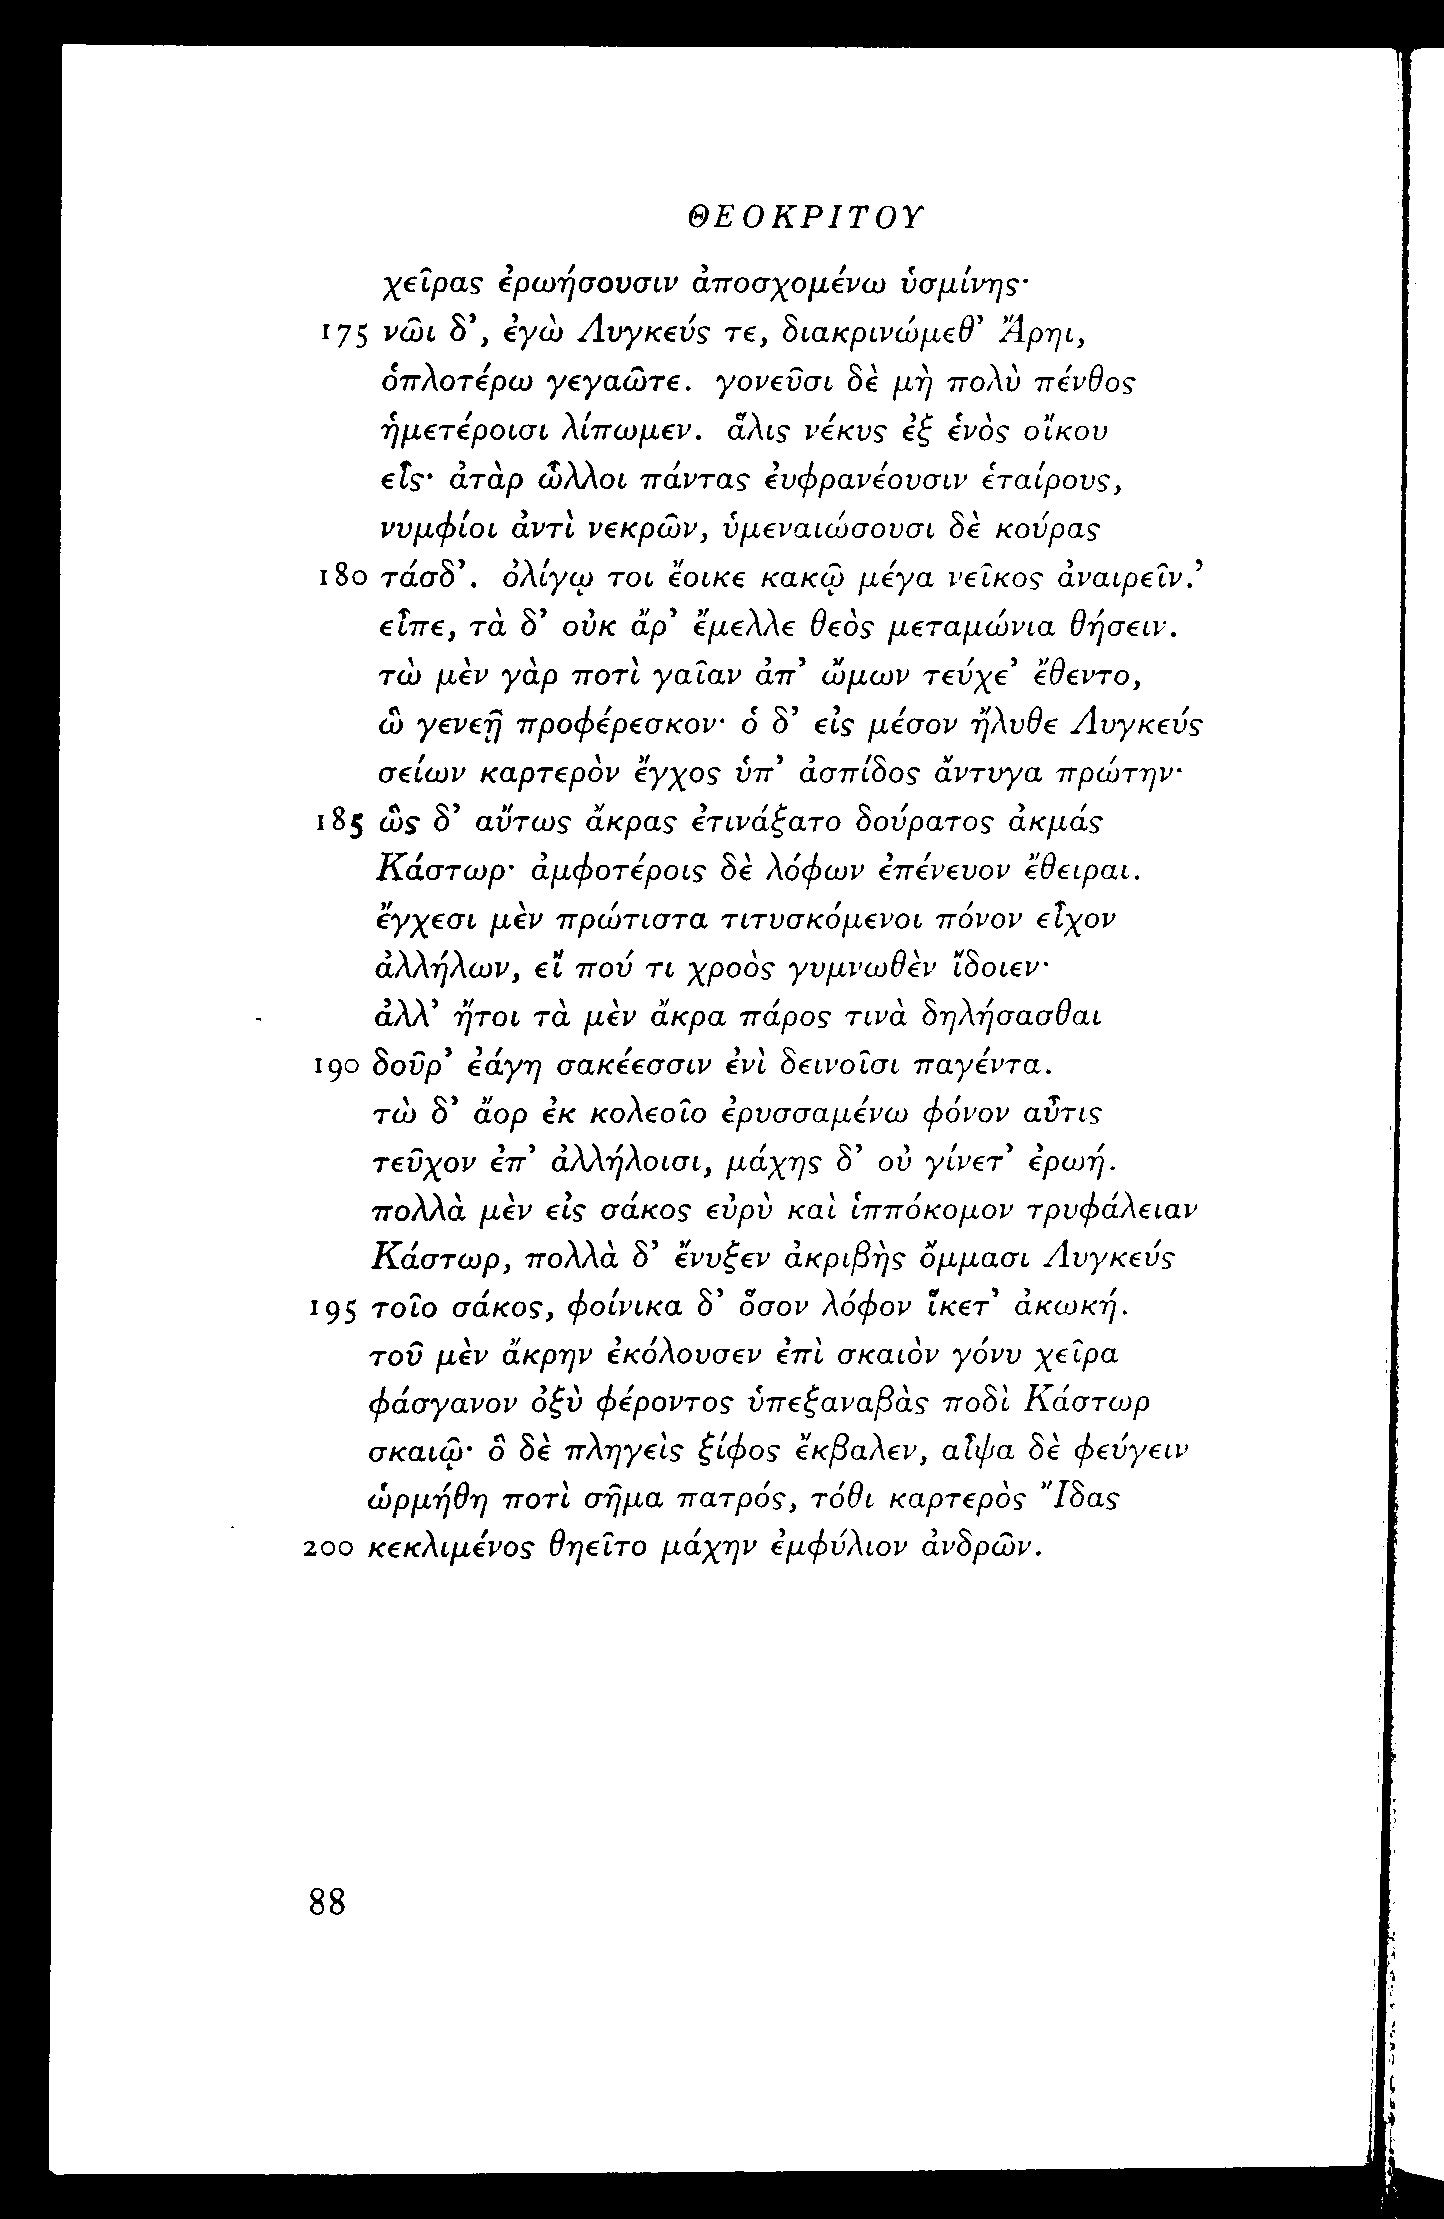 ΘΕΟΚΡΙΤΟΥ
χεῖρας ἐρωήσουσιν ἀποσχομένω ὑσμίνης·
175 νῶι δ’, ἐγὼ Λυγκεύς τε, διακρινώμεθ’ Ἄρηι,
ὁπλοτέρω γεγαῶτε. γονεῦσι δὲ μὴ πολὺ πένθος
ἡμετέροισι λίπωμεν. ἅλις νέκυς ἐξ ἑνὸς οἴκου
εἷς· ἀτὰρ ὧλλοι πάντας ἐυφρανέουσιν ἑταίρους,
νυμφίοι ἀντὶ νεκρῶν, ὑμεναιώσουσι δὲ κούρας
180 τάσδ’. ὀλίγῳ τοι ἔοικε κακῷ μέγα νεῖκος ἀναιρεῖν.’
εἶπε, τὰ δ’ οὐκ ἄρ’ ἔμελλε θεὸς μεταμώνια θήσειν.
τὼ μὲν γὰρ ποτὶ γαῖαν ἀπ’ ὤμων τεύχε’ ἔθεντο,
ὣ γενεῇ προφέρεσκον· ὁ δ’ εἰς μέσον ἤλυθε Λυγκεύς
σείων καρτερὸν ἔγχος ὑπ’ ἀσπίδος ἄντυγα πρώτην·
185 ὣς δ’ αὔτως ἄκρας ἐτινάξατο δούρατος ἀκμάς
Κάστωρ· ἀμφοτέροις δὲ λόφων ἐπένευον ἔθειραι.
ἔγχεσι μὲν πρώτιστα τιτυσκόμενοι πόνον εἶχον
ἀλλήλων, εἴ πού τι χροὸς γυμνωθὲν ἴδοιεν·
ἀλλ’ ἤτοι τὰ μὲν ἄκρα πάρος τινὰ δηλήσασθαι
190 δοῦρ’ ἐάγη σακέεσσιν ἐνὶ δεινοῖσι παγέντα.
τὼ δ’ ἄορ ἐκ κολεοῖο ἐρυσσαμένω φόνον αὖτις
τεῦχον ἐπ’ ἀλλήλοισι, μάχης δ’ οὐ γίνετ’ ἐρωή.
πολλὰ μὲν εἰς σάκος εὐρὺ καὶ ἱππόκομον τρυφάλειαν
Κάστωρ, πολλὰ δ’ ἔνυξεν ἀκριβὴς ὄμμασι Λυγκεύς
195 τοῖο σάκος, φοίνικα δ’ ὅσον λόφον ἵκετ’ ἀκωκή.
τοῦ μὲν ἄκρην ἐκόλουσεν ἐπὶ σκαιὸν γόνυ χεῖρα
φάσγανον ὀξὺ φέροντος ὑπεξαναβὰς ποδὶ Κάστωρ
σκαιῷ· ὃ δὲ πληγεὶς ξίφος ἔκβαλεν, αἶψα δὲ φεύγειν
ὡρμήθη ποτὶ σῆμα πατρός, τόθι καρτερὸς Ἴδας
200 κεκλιμένος θηεῖτο μάχην ἐμφύλιον ἀνδρῶν.
88